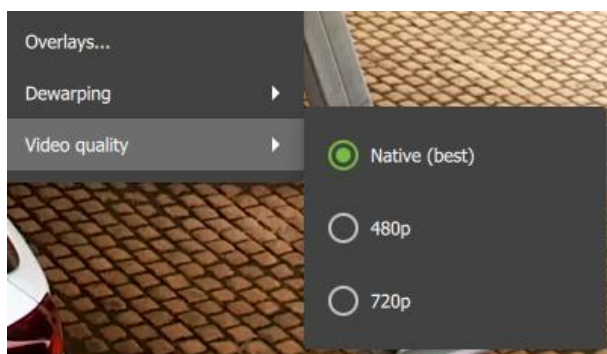 Overlays...
Dewarping
Video quality
Native (best)
480p
720p